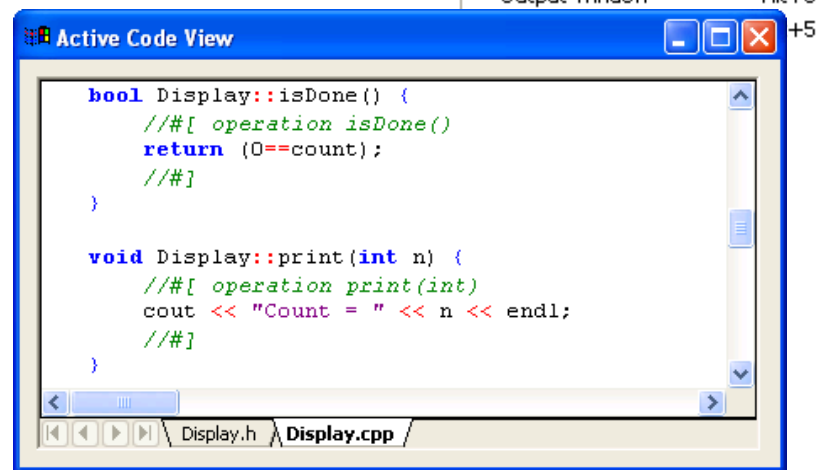 Active Code View
+5
bool Display::isDone() {
//#[ operation isDone()
return (0==count);
//#]
}
void Display::print(int n) {
//#[ operation print(int)
cout << "Count = " << n << endl;
//#]
}
Display.h Display.cpp